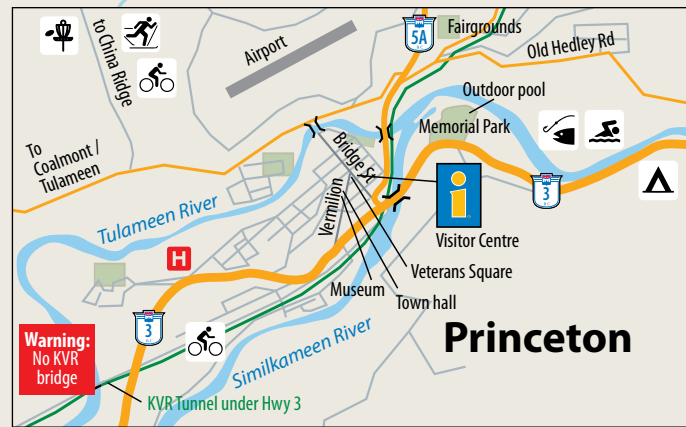 to China Ridge
Airport
5A
Fairgrounds
Old Hedley Rd
Outdoor pool
Memorial Park
To
Coalmont /
Tulameen
Bridge St
Tulameen River
Vermilion
3
i
Visitor Centre
H
Veterans Square
Museum
Town hall
3
Warning:
No KVR
bridge
Similkameen River
Princeton
KVR Tunnel under Hwy 3